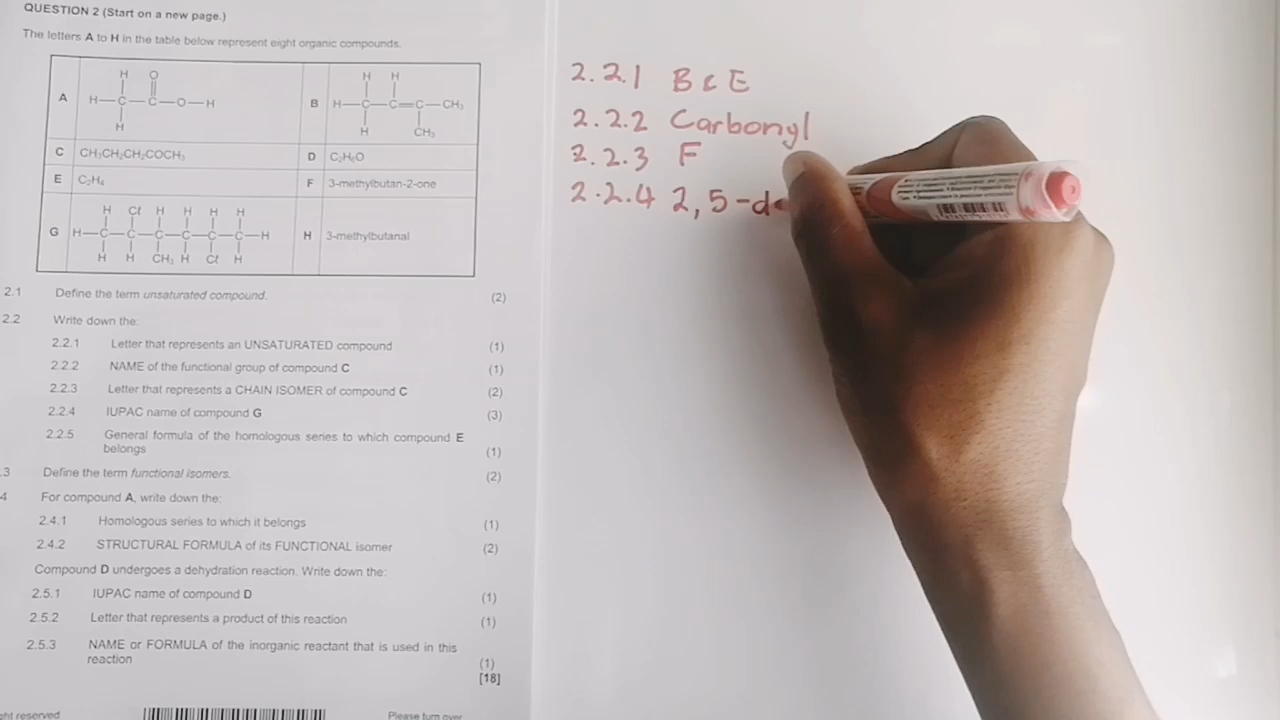 QUESTION 2 (Start on a new page.)
The letters A to H in the table below represent eight organic compounds.
A H H—C—C—O—H H O
B H H H—C—C=C—CH₃ H CH₃
C CH₃CH₂CH₂COCH₃
D C₂H₆O
E C₂H₄
F 3-methylbutan-2-one
G H Cℓ H H H H
H—C—C—C—C—C—C—H
H H CH₃ H Cℓ H
H 3-methylbutanal
2.1 Define the term unsaturated compound. (2)
2.2 Write down the:
2.2.1 Letter that represents an UNSATURATED compound (1)
2.2.2 NAME of the functional group of compound C (1)
2.2.3 Letter that represents a CHAIN ISOMER of compound C (2)
2.2.4 IUPAC name of compound G (3)
2.2.5 General formula of the homologous series to which compound E
belongs (1)
.3 Define the term functional isomers. (2)
4 For compound A, write down the:
2.4.1 Homologous series to which it belongs (1)
2.4.2 STRUCTURAL FORMULA of its FUNCTIONAL isomer (2)
Compound D undergoes a dehydration reaction. Write down the:
2.5.1 IUPAC name of compound D (1)
2.5.2 Letter that represents a product of this reaction (1)
2.5.3 NAME or FORMULA of the inorganic reactant that is used in this
reaction (1)
[18]
ght reserved
Please turn over
2.2.1 B & E
2.2.2 Carbonyl
2.2.3 F
2.2.4 2,5-d